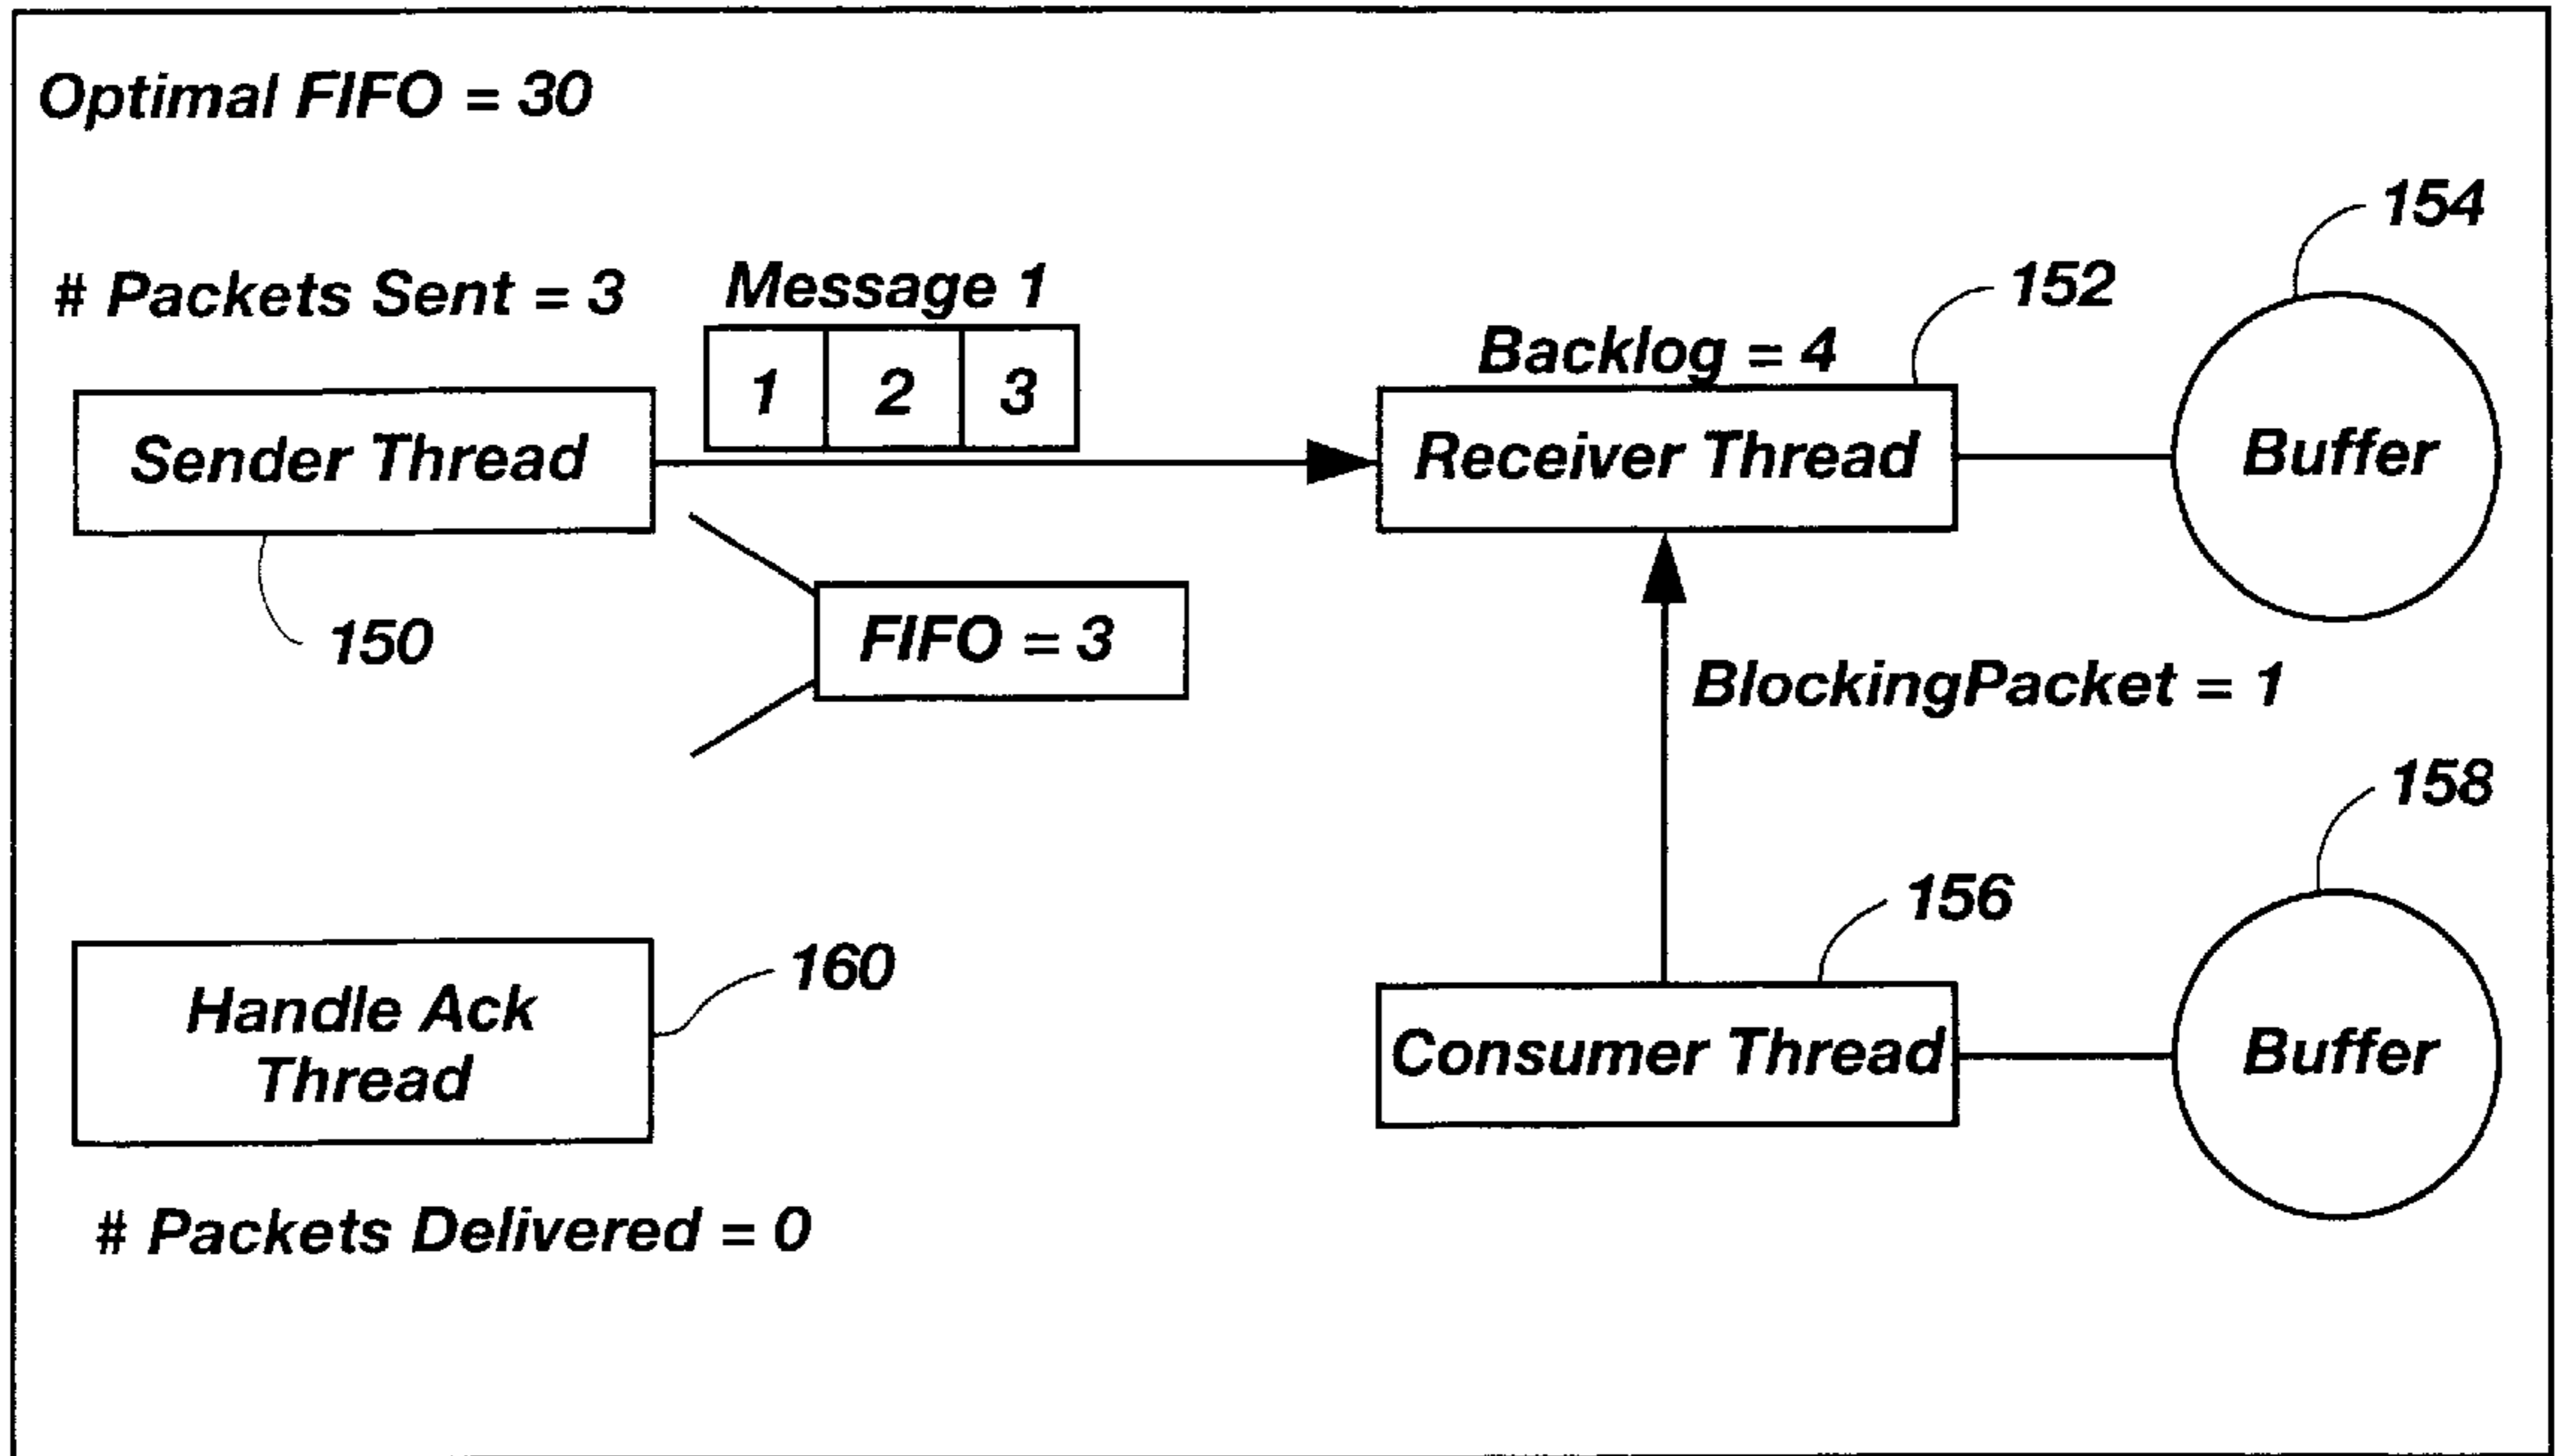 Optimal FIFO = 30
154
# Packets Sent = 3
Message 1
152
1 2 3
Backlog = 4
Sender Thread
Receiver Thread
Buffer
150
FIFO = 3
BlockingPacket = 1
158
156
160
Handle Ack
Thread
Consumer Thread
Buffer
# Packets Delivered = 0